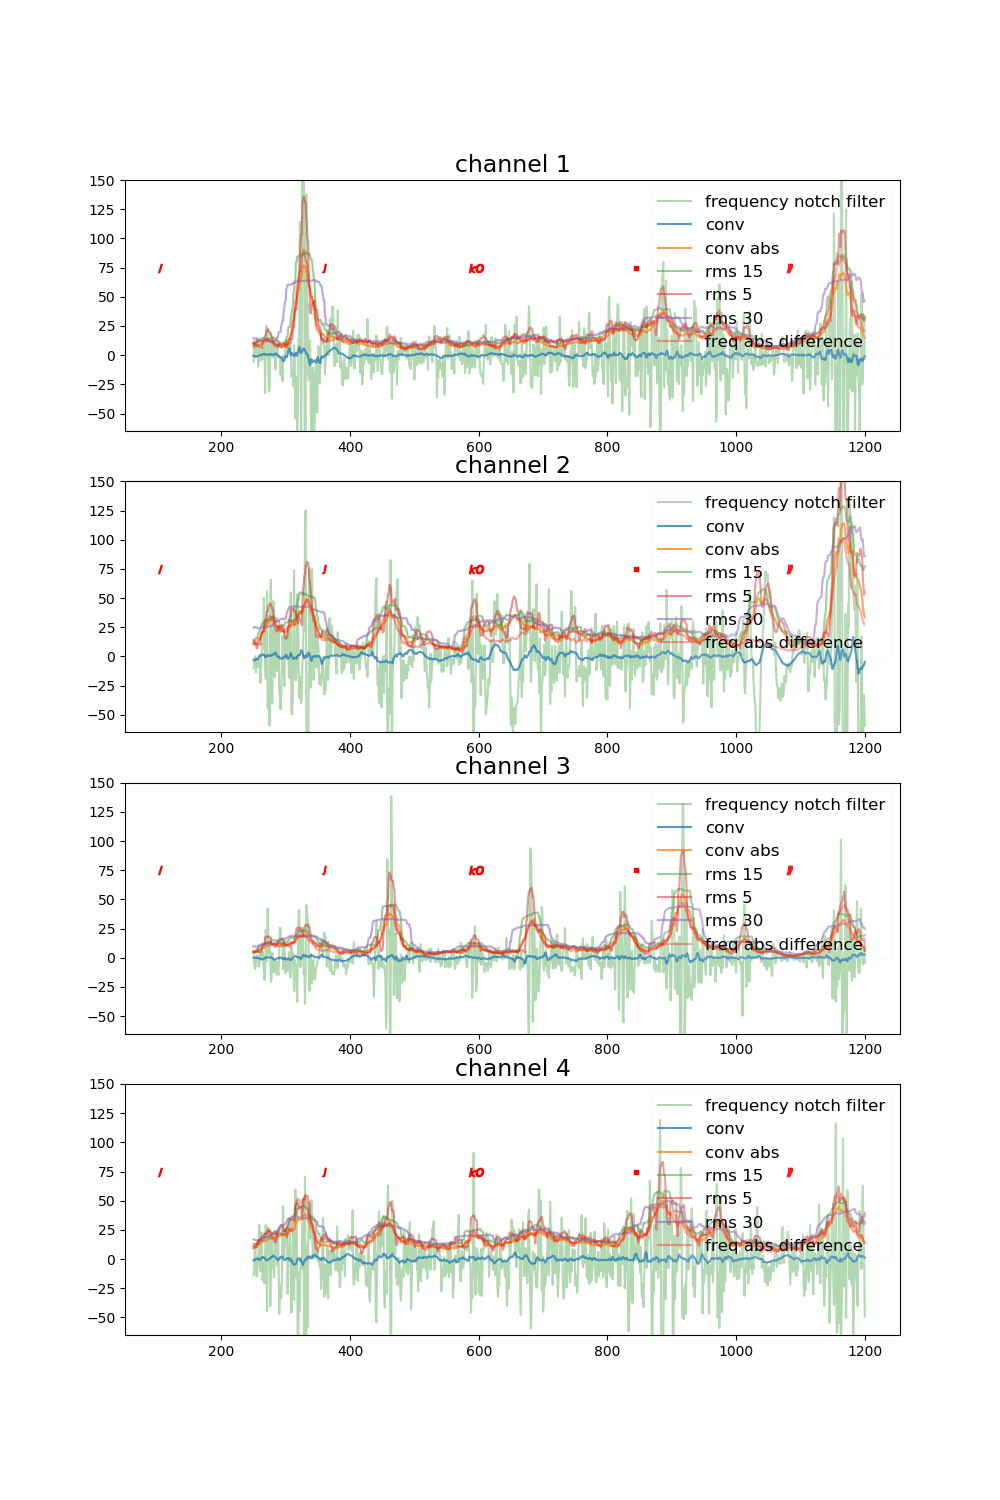 channel 1
150
125
100
75
50
25
0
−25
−50
frequency notch filter
conv
conv abs
rms 15
rms 5
rms 30
freq abs difference
200 400 600 800 1000 1200
channel 2
150
125
100
75
50
25
0
−25
−50
frequency notch filter
conv
conv abs
rms 15
rms 5
rms 30
freq abs difference
200 400 600 800 1000 1200
channel 3
150
125
100
75
50
25
0
−25
−50
frequency notch filter
conv
conv abs
rms 15
rms 5
rms 30
freq abs difference
200 400 600 800 1000 1200
channel 4
150
125
100
75
50
25
0
−25
−50
frequency notch filter
conv
conv abs
rms 15
rms 5
rms 30
freq abs difference
200 400 600 800 1000 1200